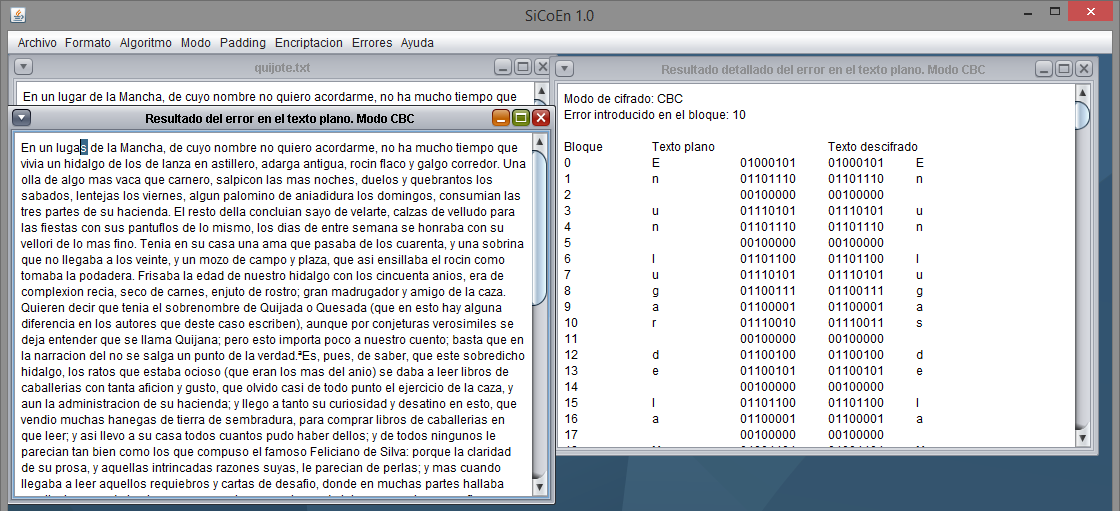 SiCoEn 1.0
Archivo Formato Algoritmo Modo Padding Encriptacion Errores Ayuda
quijote.txt
En un lugar de la Mancha, de cuyo nombre no quiero acordarme, no ha mucho tiempo que
Resultado del error en el texto plano. Modo CBC
En un lugas de la Mancha, de cuyo nombre no quiero acordarme, no ha mucho tiempo que
vivia un hidalgo de los de lanza en astillero, adarga antigua, rocin flaco y galgo corredor. Una
olla de algo mas vaca que carnero, salpicon las mas noches, duelos y quebrantos los
sabados, lentejas los viernes, algun palomino de aniadidura los domingos, consumian las
tres partes de su hacienda. El resto della concluian sayo de velarte, calzas de velludo para
las fiestas con sus pantuflos de lo mismo, los dias de entre semana se honraba con su
vellori de lo mas fino. Tenia en su casa una ama que pasaba de los cuarenta, y una sobrina
que no llegaba a los veinte, y un mozo de campo y plaza, que asi ensillaba el rocin como
tomaba la podadera. Frisaba la edad de nuestro hidalgo con los cincuenta anios, era de
complexion recia, seco de carnes, enjuto de rostro; gran madrugador y amigo de la caza.
Quieren decir que tenia el sobrenombre de Quijada o Quesada (que en esto hay alguna
diferencia en los autores que deste caso escriben), aunque por conjeturas verosimiles se
deja entender que se llama Quijana; pero esto importa poco a nuestro cuento; basta que en
la narracion del no se salga un punto de la verdad.ªEs, pues, de saber, que este sobredicho
hidalgo, los ratos que estaba ocioso (que eran los mas del anio) se daba a leer libros de
caballerias con tanta aficion y gusto, que olvido casi de todo punto el ejercicio de la caza, y
aun la administracion de su hacienda; y llego a tanto su curiosidad y desatino en esto, que
vendio muchas hanegas de tierra de sembradura, para comprar libros de caballerias en
que leer; y asi llevo a su casa todos cuantos pudo haber dellos; y de todos ningunos le
parecian tan bien como los que compuso el famoso Feliciano de Silva: porque la claridad
de su prosa, y aquellas intrincadas razones suyas, le parecian de perlas; y mas cuando
llegaba a leer aquellos requiebros y cartas de desafio, donde en muchas partes hallaba
Resultado detallado del error en el texto plano. Modo CBC
Modo de cifrado: CBC
Error introducido en el bloque: 10
Bloque Texto plano Texto descifrado
0 E 01000101 01000101 E
1 n 01101110 01101110 n
2 00100000 00100000
3 u 01110101 01110101 u
4 n 01101110 01101110 n
5 00100000 00100000
6 l 01101100 01101100 l
7 u 01110101 01110101 u
8 g 01100111 01100111 g
9 a 01100001 01100001 a
10 r 01110010 01110011 s
11 00100000 00100000
12 d 01100100 01100100 d
13 e 01100101 01100101 e
14 00100000 00100000
15 l 01101100 01101100 l
16 a 01100001 01100001 a
17 00100000 00100000